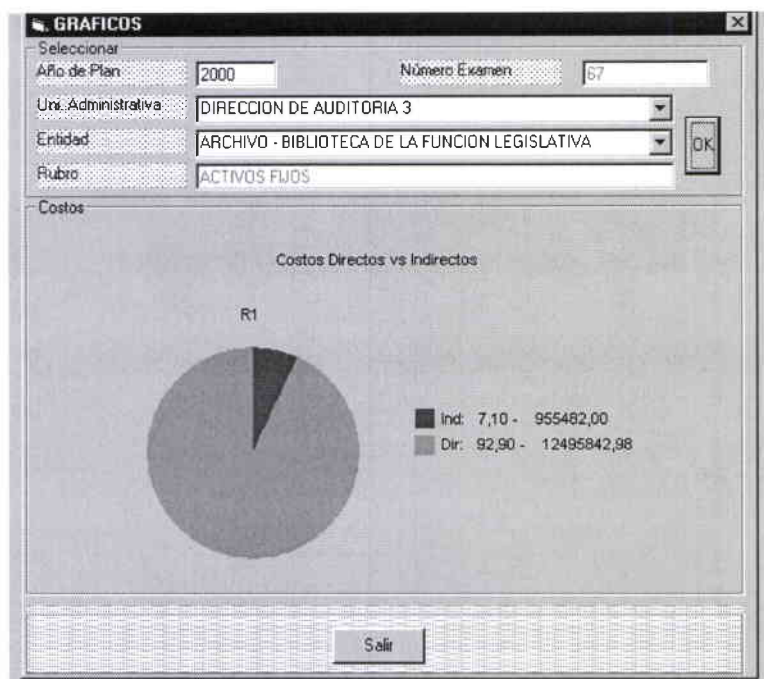 GRAFICOS
Seleccionar
Año de Plan 2000 Número Examen 67
Uni. Administrativa DIRECCION DE AUDITORIA 3
Entidad ARCHIVO - BIBLIOTECA DE LA FUNCION LEGISLATIVA OK
Rubro ACTIVOS FIJOS
Costos
Costos Directos vs Indirectos
R1
Ind: 7,10 - 955482,00
Dir: 92,90 - 12495842,98
Salir